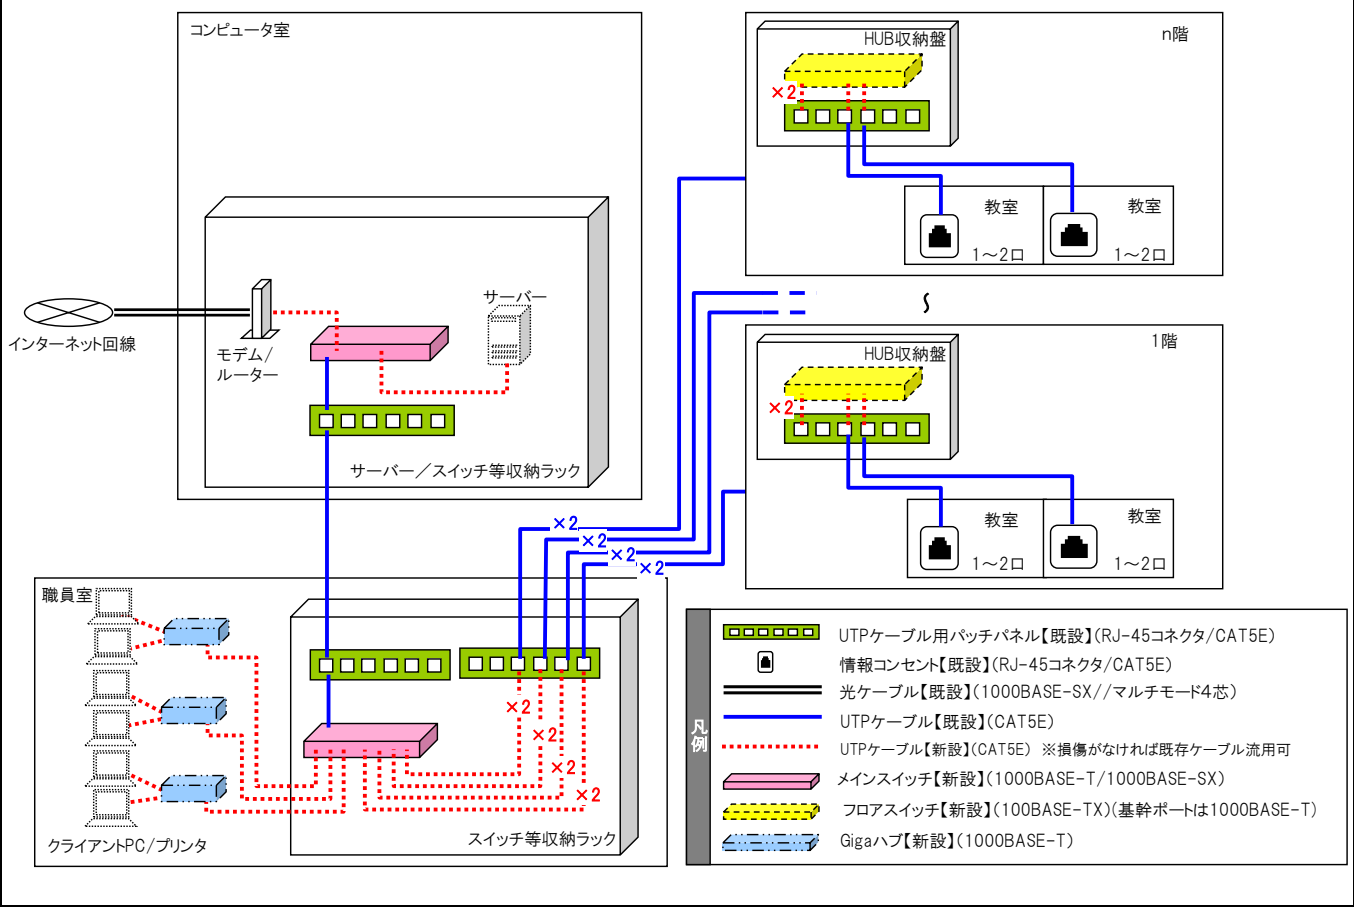 コンピュータ室
サーバー
インターネット回線
モデム/
ルーター
サーバー／スイッチ等収納ラック
n階
HUB収納盤
×2
教室
1～2口
教室
1～2口
∫
1階
HUB収納盤
×2
教室
1～2口
教室
1～2口
×2
×2
×2
×2
職員室
×2
×2
×2
×2
クライアントPC/プリンタ
スイッチ等収納ラック
凡例
UTPケーブル用パッチパネル【既設】(RJ-45コネクタ/CAT5E)
情報コンセント【既設】(RJ-45コネクタ/CAT5E)
光ケーブル【既設】(1000BASE-SX//マルチモード4芯)
UTPケーブル【既設】(CAT5E)
UTPケーブル【新設】(CAT5E) ※損傷がなければ既存ケーブル流用可
メインスイッチ【新設】(1000BASE-T/1000BASE-SX)
フロアスイッチ【新設】(100BASE-TX)(基幹ポートは1000BASE-T)
Gigaハブ【新設】(1000BASE-T)